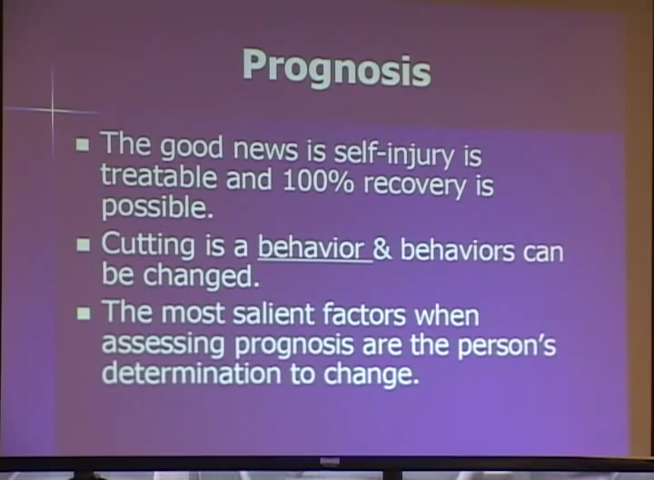 Prognosis
The good news is self-injury is
treatable and 100% recovery is
possible.
Cutting is a behavior & behaviors can
be changed.
The most salient factors when
assessing prognosis are the person's
determination to change.